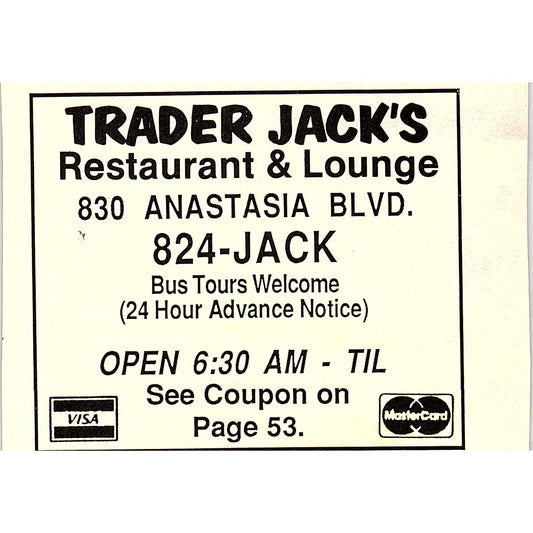 TRADER JACK'S
Restaurant & Lounge
830 ANASTASIA BLVD.
824-JACK
Bus Tours Welcome
(24 Hour Advance Notice)
OPEN 6:30 AM - TIL
See Coupon on
Page 53.
VISA
MasterCard